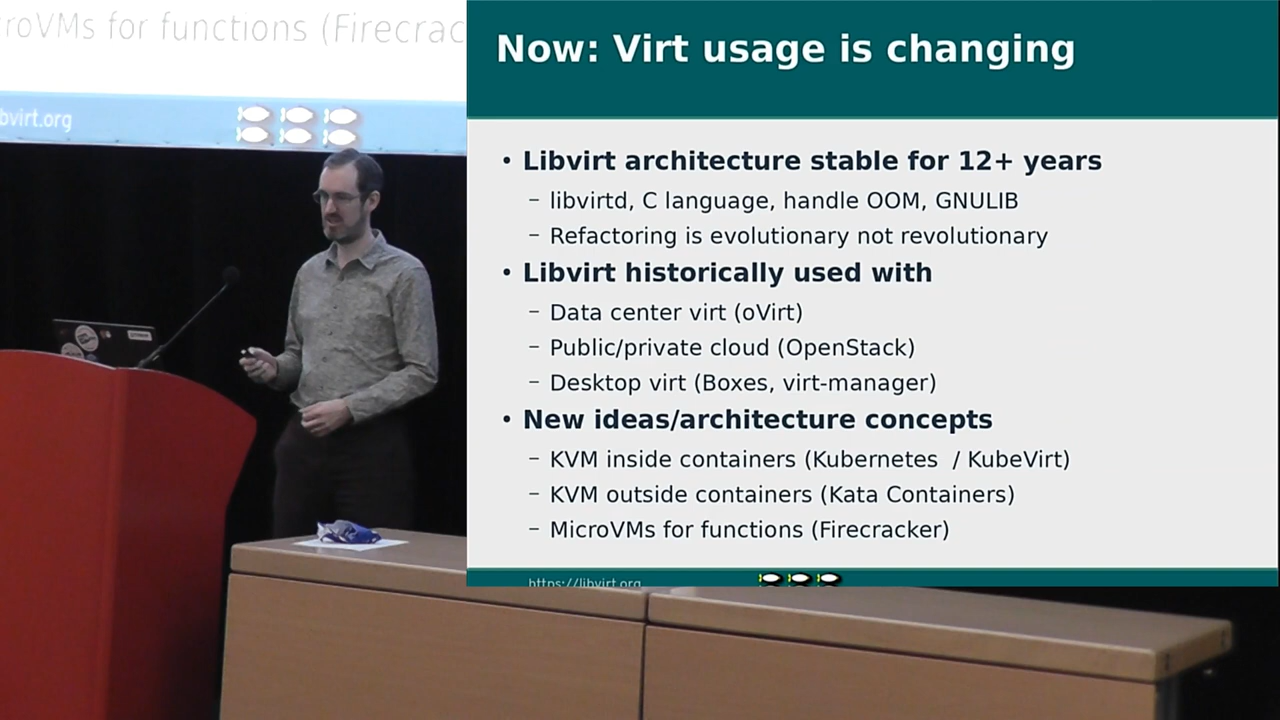 roVMs for functions (Firecrac
bvirt.org
Now: Virt usage is changing
• Libvirt architecture stable for 12+ years
– libvirtd, C language, handle OOM, GNULIB
– Refactoring is evolutionary not revolutionary
• Libvirt historically used with
– Data center virt (oVirt)
– Public/private cloud (OpenStack)
– Desktop virt (Boxes, virt-manager)
• New ideas/architecture concepts
– KVM inside containers (Kubernetes / KubeVirt)
– KVM outside containers (Kata Containers)
– MicroVMs for functions (Firecracker)
https://libvirt.org